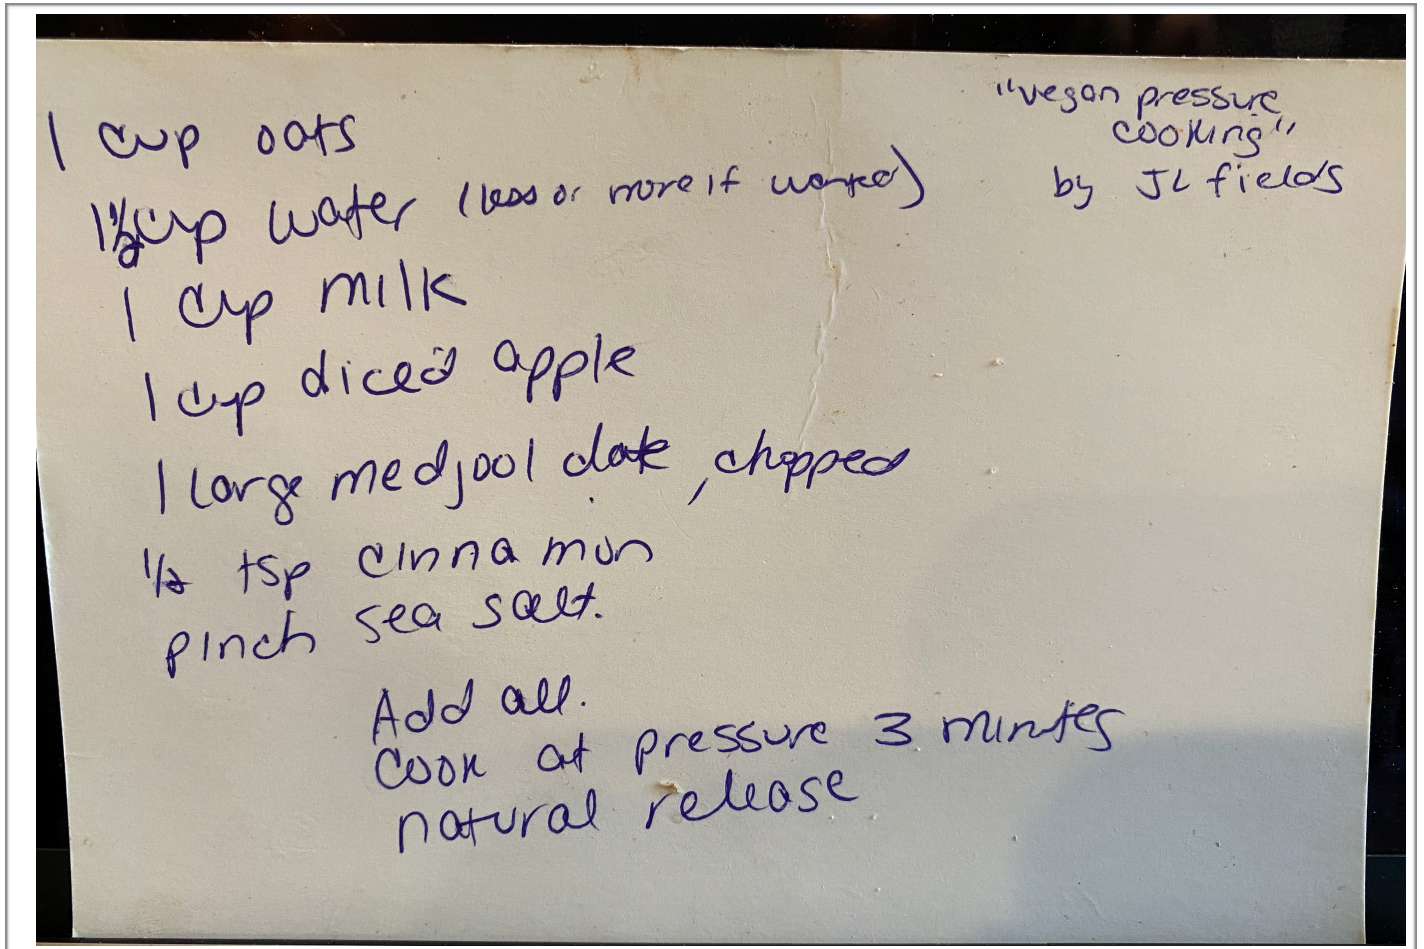 "vegan pressure
cooking"
by JL fields
1 cup oats
1½ cup water (less or more if wanted)
1 cup milk
1 cup diced apple
1 large medjool date, chopped
1/2 tsp cinnamon
pinch sea salt.
Add all.
Cook at pressure 3 mintes
natural release